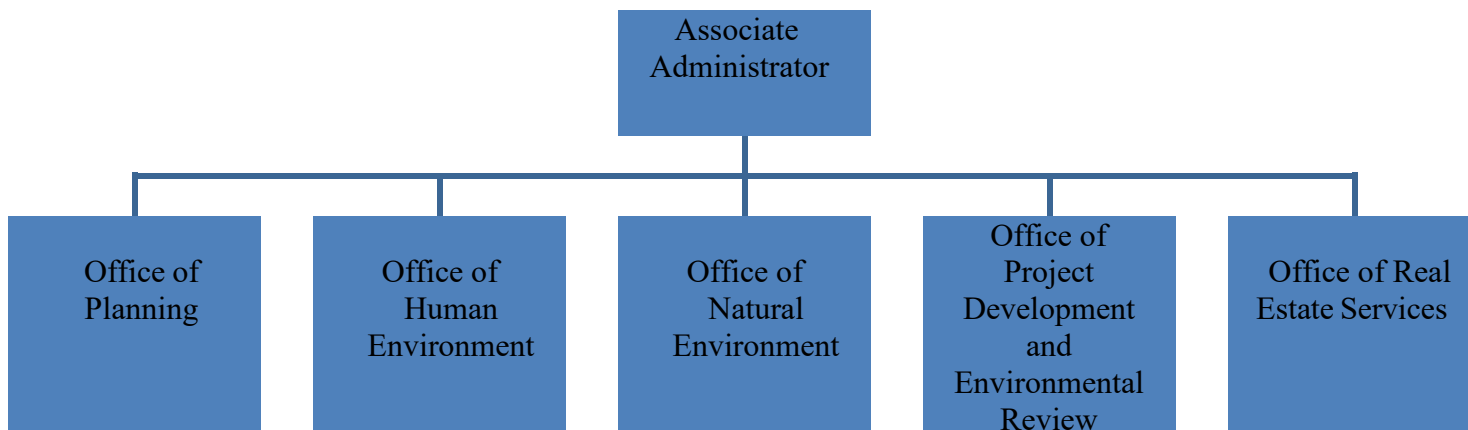 Associate
Administrator
Office of
Planning
Office of
Human
Environment
Office of
Natural
Environment
Office of
Project
Development
and
Environmental
Review
Office of Real
Estate Services